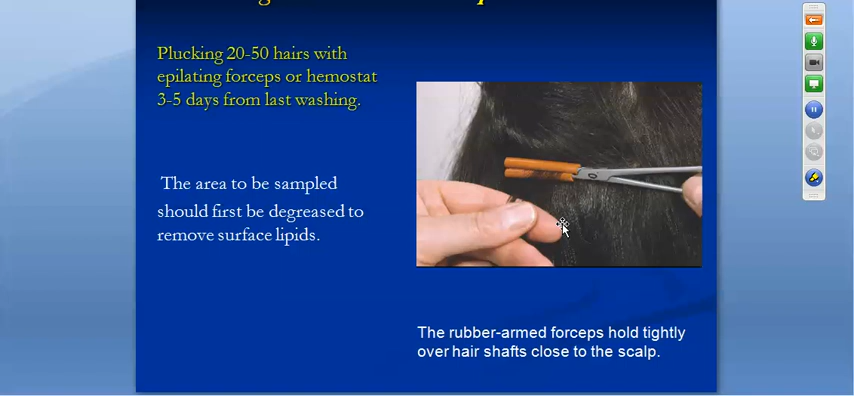 Plucking 20-50 hairs with
epilating forceps or hemostat
3-5 days from last washing.
The area to be sampled
should first be degreased to
remove surface lipids.
The rubber-armed forceps hold tightly
over hair shafts close to the scalp.